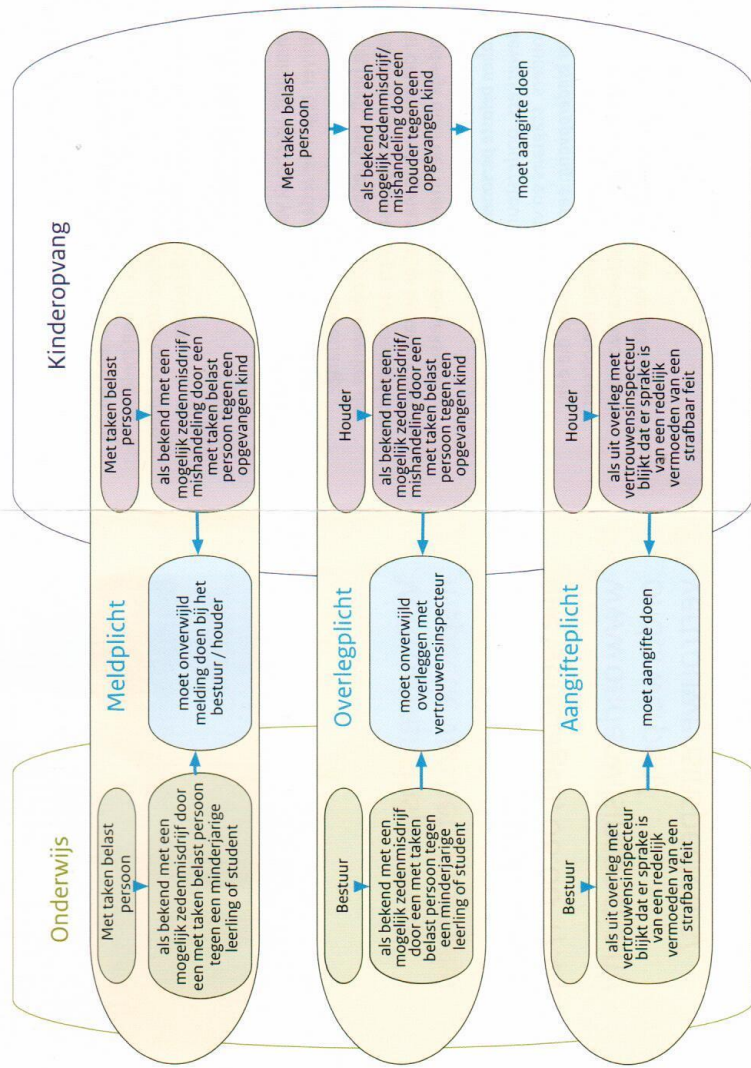 Onderwijs
Kinderopvang
Meldplicht
Met taken belast
persoon
als bekend met een
mogelijk zedenmisdrijf door
een met taken belast persoon
tegen een minderjarige
leerling of student
moet onverwijld
melding doen bij het
bestuur / houder
Met taken belast
persoon
als bekend met een
mogelijk zedenmisdrijf/
mishandeling door een
met taken belast
persoon tegen een
opgevangen kind
Overlegplicht
Bestuur
als bekend met een
mogelijk zedenmisdrijf
door een met taken
belast persoon tegen
een minderjarige
leerling of student
moet onverwijld
overleggen met
vertrouwensinspecteur
Houder
als bekend met een
mogelijk zedenmisdrijf/
mishandeling door een
met taken belast
persoon tegen een
opgevangen kind
Aangifteplicht
Bestuur
als uit overleg met
vertrouwensinspecteur
blijkt dat er sprake is
van een redelijk
vermoeden van een
strafbaar feit
moet aangifte doen
Houder
als uit overleg met
vertrouwensinspecteur
blijkt dat er sprake is
van een redelijk
vermoeden van een
strafbaar feit
Met taken belast
persoon
als bekend met een
mogelijk zedenmisdrijf/
mishandeling door een
houder tegen een
opgevangen kind
moet aangifte doen